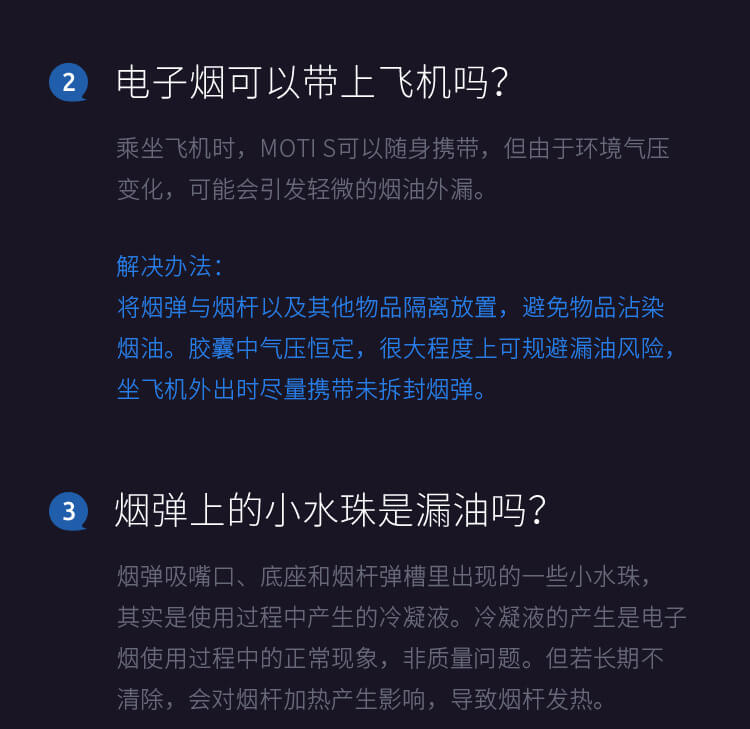 2 电子烟可以带上飞机吗？
乘坐飞机时，MOTI S可以随身携带，但由于环境气压
变化，可能会引发轻微的烟油外漏。
解决办法：
将烟弹与烟杆以及其他物品隔离放置，避免物品沾染
烟油。胶囊中气压恒定，很大程度上可规避漏油风险，
坐飞机外出时尽量携带未拆封烟弹。
3 烟弹上的小水珠是漏油吗？
烟弹吸嘴口、底座和烟杆弹槽里出现的一些小水珠，
其实是使用过程中产生的冷凝液。冷凝液的产生是电子
烟使用过程中的正常现象，非质量问题。但若长期不
清除，会对烟杆加热产生影响，导致烟杆发热。